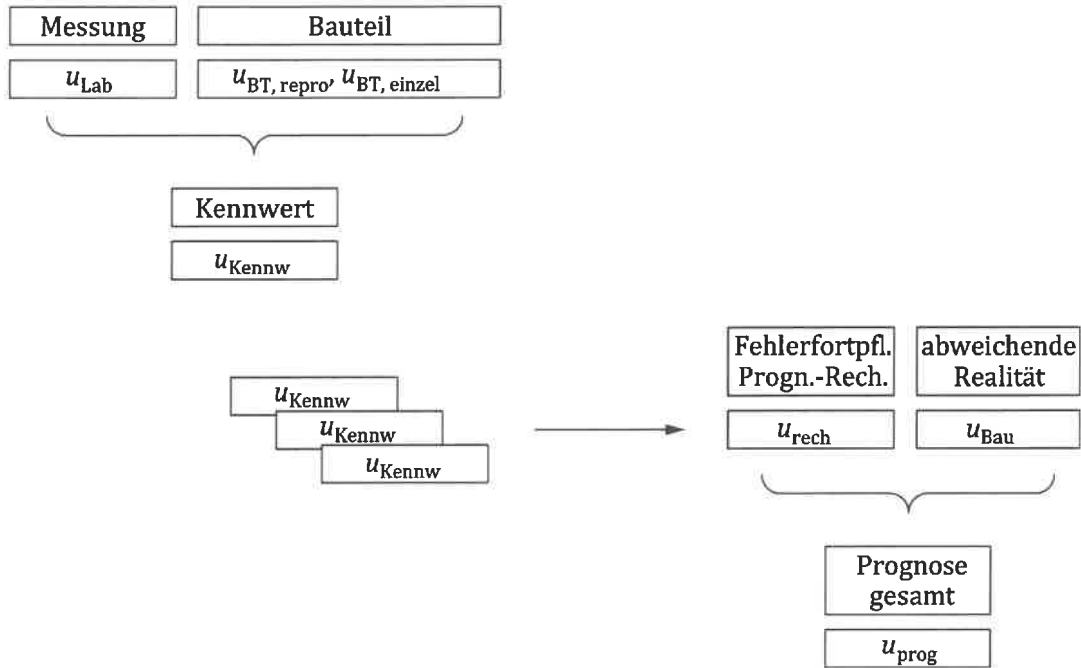 Messung
Bauteil
u_Lab
u_BT, repro, u_BT, einzel
Kennwert
u_Kennw
u_Kennw
u_Kennw
u_Kennw
Fehlerfortpfl.
Progn.-Rech.
abweichende
Realität
u_rech
u_Bau
Prognose
gesamt
u_prog